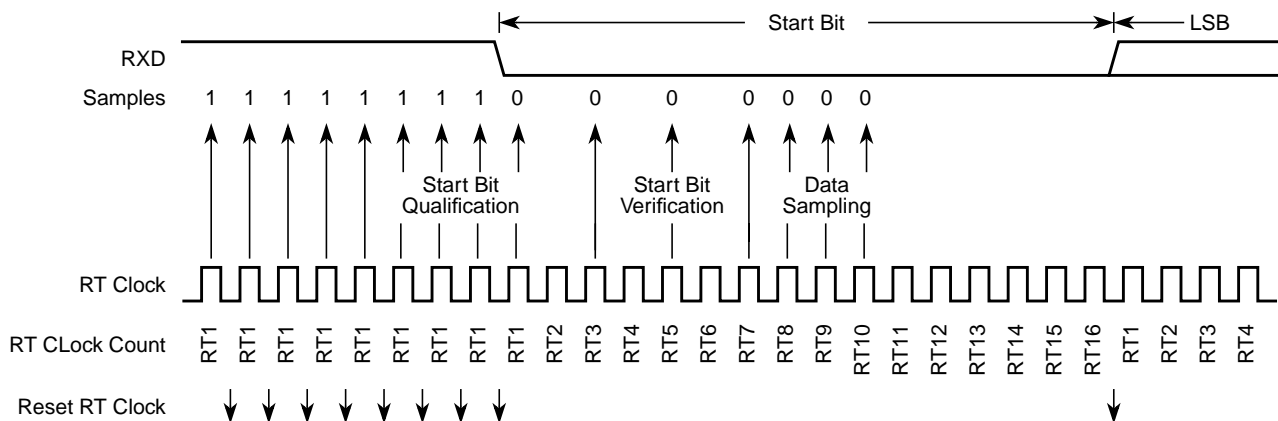 Start Bit LSB
RXD
Samples 1 1 1 1 1 1 1 1 0 0 0 0 0 0 0
Start Bit Start Bit Data
Qualification Verification Sampling
RT Clock
RT CLock Count RT1 RT1 RT1 RT1 RT1 RT1 RT1 RT1 RT1 RT2 RT3 RT4 RT5 RT6 RT7 RT8 RT9 RT10 RT11 RT12 RT13 RT14 RT15 RT16 RT1 RT2 RT3 RT4
Reset RT Clock